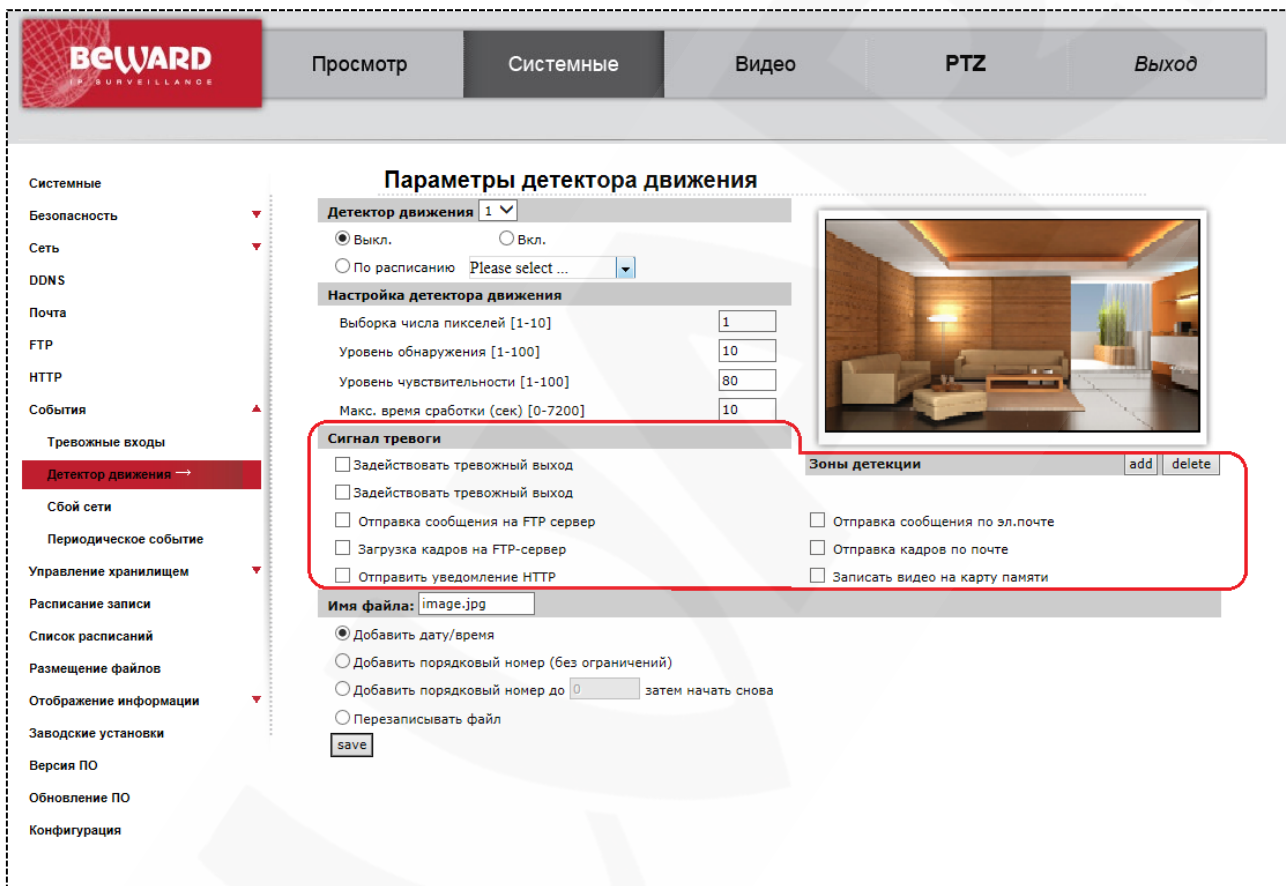 BEWARD
IP SURVEILLANCE
Просмотр Системные Видео PTZ Выход
Системные
Безопасность
Сеть
DDNS
Почта
FTP
HTTP
События
Тревожные входы
Детектор движения →
Сбой сети
Периодическое событие
Управление хранилищем
Расписание записи
Список расписаний
Размещение файлов
Отображение информации
Заводские установки
Версия ПО
Обновление ПО
Конфигурация
Параметры детектора движения
Детектор движения 1
Выкл. Вкл.
По расписанию Please select ...
Настройка детектора движения
Выборка числа пикселей [1-10] 1
Уровень обнаружения [1-100] 10
Уровень чувствительности [1-100] 80
Макс. время сработки (сек) [0-7200] 10
Сигнал тревоги
Задействовать тревожный выход
Зоны детекции add delete
Задействовать тревожный выход
Отправка сообщения на FTP сервер Отправка сообщения по эл.почте
Загрузка кадров на FTP-сервер Отправка кадров по почте
Отправить уведомление HTTP Записать видео на карту памяти
Имя файла: image.jpg
Добавить дату/время
Добавить порядковый номер (без ограничений)
Добавить порядковый номер до 0 затем начать снова
Перезаписывать файл
save